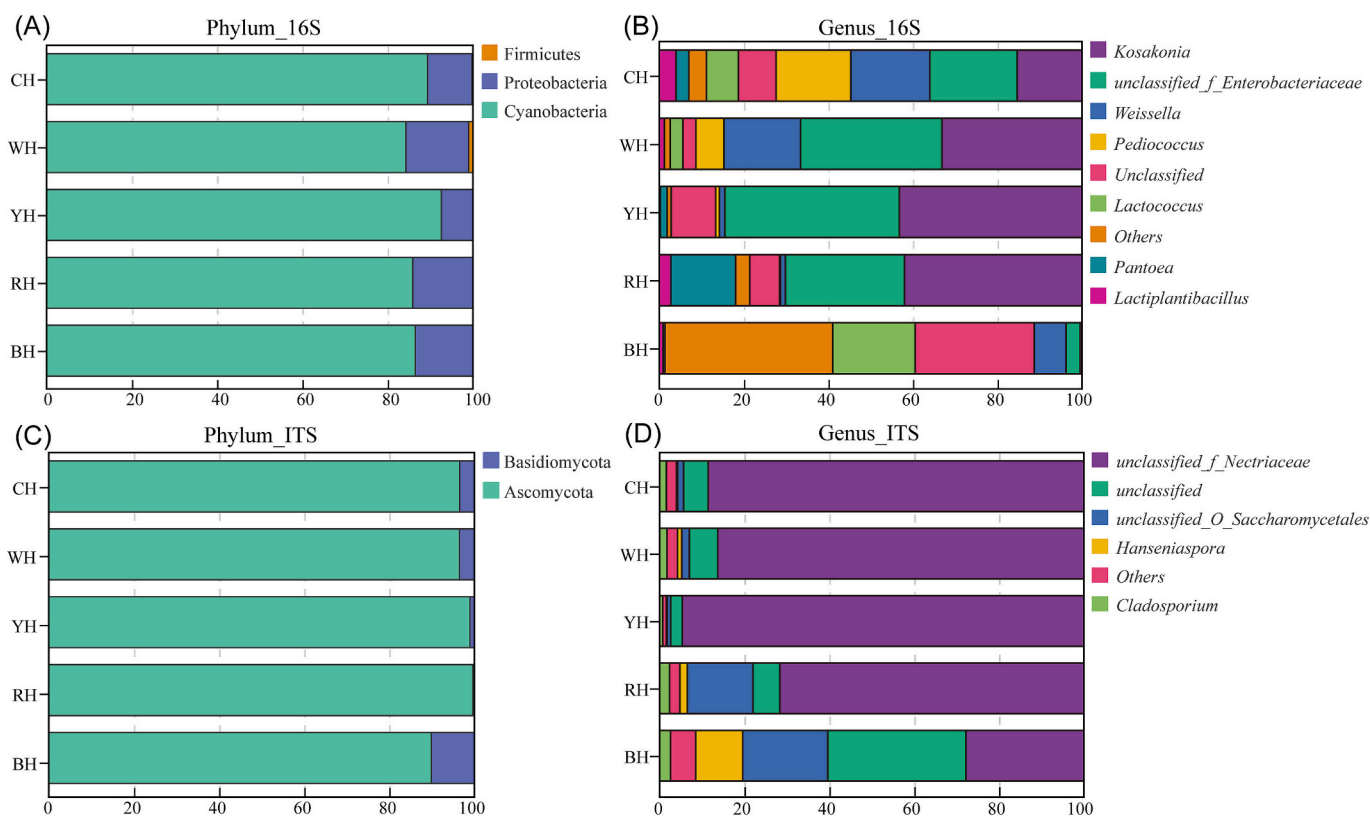 (A)
Phylum_16S
CH
WH
YH
RH
BH
0
20
40
60
80
100
Firmicutes
Proteobacteria
Cyanobacteria
(B)
Genus_16S
CH
WH
YH
RH
BH
0
20
40
60
80
100
Kosakonia
unclassified_f_Enterobacteriaceae
Weissella
Pediococcus
Unclassified
Lactococcus
Others
Pantoea
Lactiplantibacillus
(C)
Phylum_ITS
CH
WH
YH
RH
BH
0
20
40
60
80
100
Basidiomycota
Ascomycota
(D)
Genus_ITS
CH
WH
YH
RH
BH
0
20
40
60
80
100
unclassified_f_Nectriaceae
unclassified
unclassified_O_Saccharomycetales
Hanseniaspora
Others
Cladosporium